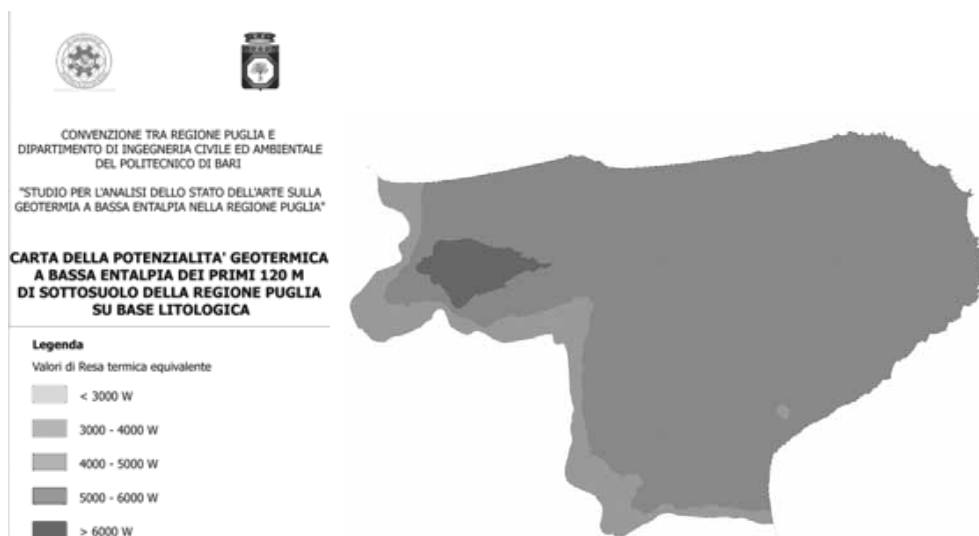 CONVENZIONE TRA REGIONE PUGLIA E
DIPARTIMENTO DI INGEGNERIA CIVILE ED AMBIENTALE
DEL POLITECNICO DI BARI
"STUDIO PER L'ANALISI DELLO STATO DELL'ARTE SULLA
GEOTERMIA A BASSA ENTALPIA NELLA REGIONE PUGLIA"
CARTA DELLA POTENZIALITA' GEOTERMICA
A BASSA ENTALPIA DEI PRIMI 120 M
DI SOTTOSUOLO DELLA REGIONE PUGLIA
SU BASE LITOLOGICA
Legenda
Valori di Resa termica equivalente
< 3000 W
3000 - 4000 W
4000 - 5000 W
5000 - 6000 W
> 6000 W